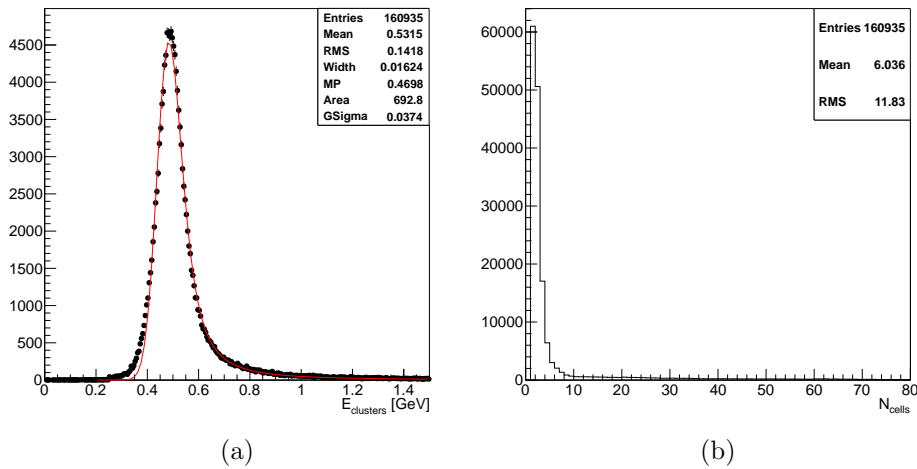 Entries 160935
Mean 0.5315
RMS 0.1418
Width 0.01624
MP 0.4698
Area 692.8
GSigma 0.0374
4500
4000
3500
3000
2500
2000
1500
1000
500
0
0 0.2 0.4 0.6 0.8 1 1.2 1.4
E_clusters [GeV]
(a)
Entries 160935
Mean 6.036
RMS 11.83
60000
50000
40000
30000
20000
10000
0
0 10 20 30 40 50 60 70 80
N_cells
(b)